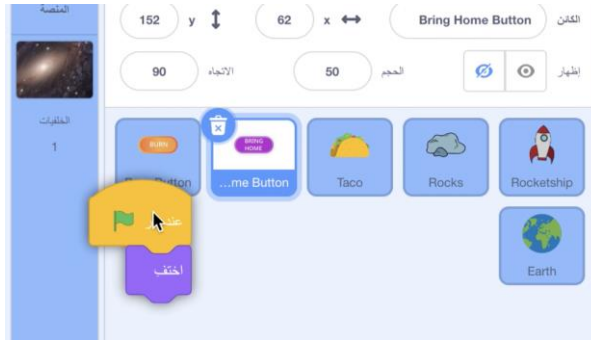 المنصة
الكائن Bring Home Button x 62 y 152
إظهار الحجم 50 الاتجاه 90
الخلفيات
1
BURN
BRING
HOME
...me Button
Taco
Rocks
Rocketship
Button
اختف
Earth